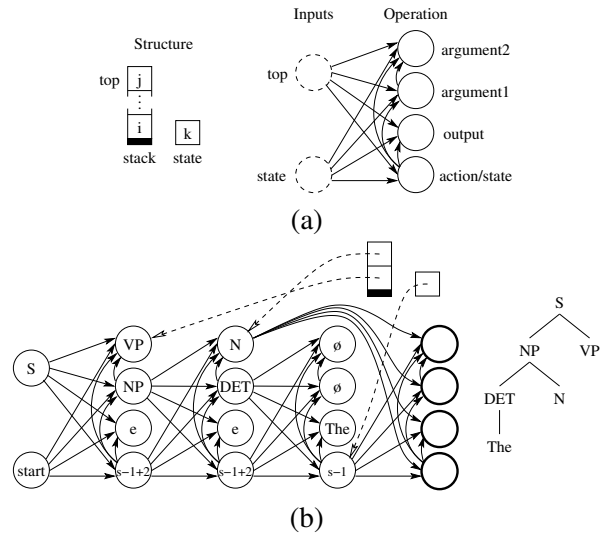 Inputs Operation
Structure
top
j
⋮
i
stack
k
state
top
state
argument2
argument1
output
action/state
(a)
S
start
VP
NP
e
s−1+2
N
DET
e
s−1+2
ø
ø
The
s−1
-
-
-
S
NP VP
DET N
The
(b)